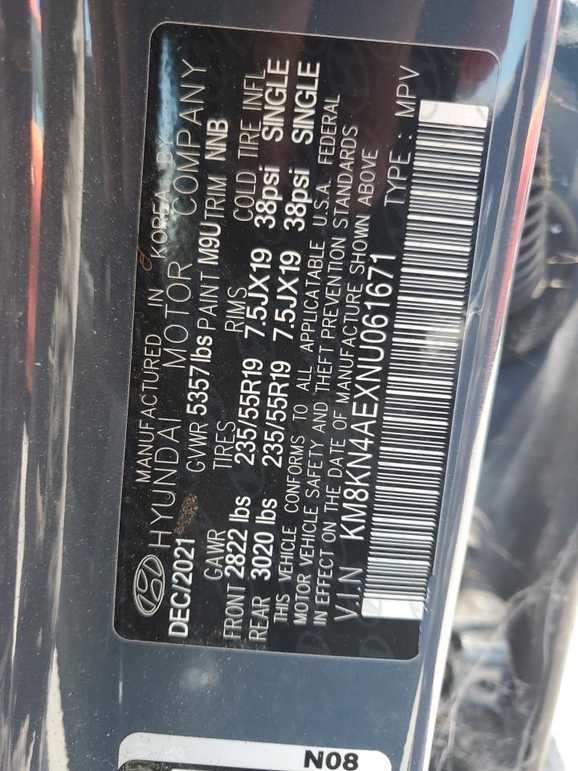 MANUFACTURED IN KOREA BY
HYUNDAI MOTOR COMPANY
DEC/2021 GVWR 5357lbs PAINT M9U TRIM NNB
GAWR TIRES RIMS COLD TIRE INFL
FRONT 2822 lbs 235/55R19 7.5JX19 38psi SINGLE
REAR 3020 lbs 235/55R19 7.5JX19 38psi SINGLE
THIS VEHICLE CONFORMS TO ALL APPLICATABLE U.S.A. FEDERAL
MOTOR VEHICLE SAFETY AND THEFT PREVENTION STANDARDS
IN EFFECT ON THE DATE OF MANUFACTURE SHOWN ABOVE
V.I.N KM8KN4AEXNU061671 TYPE : MPV
N08